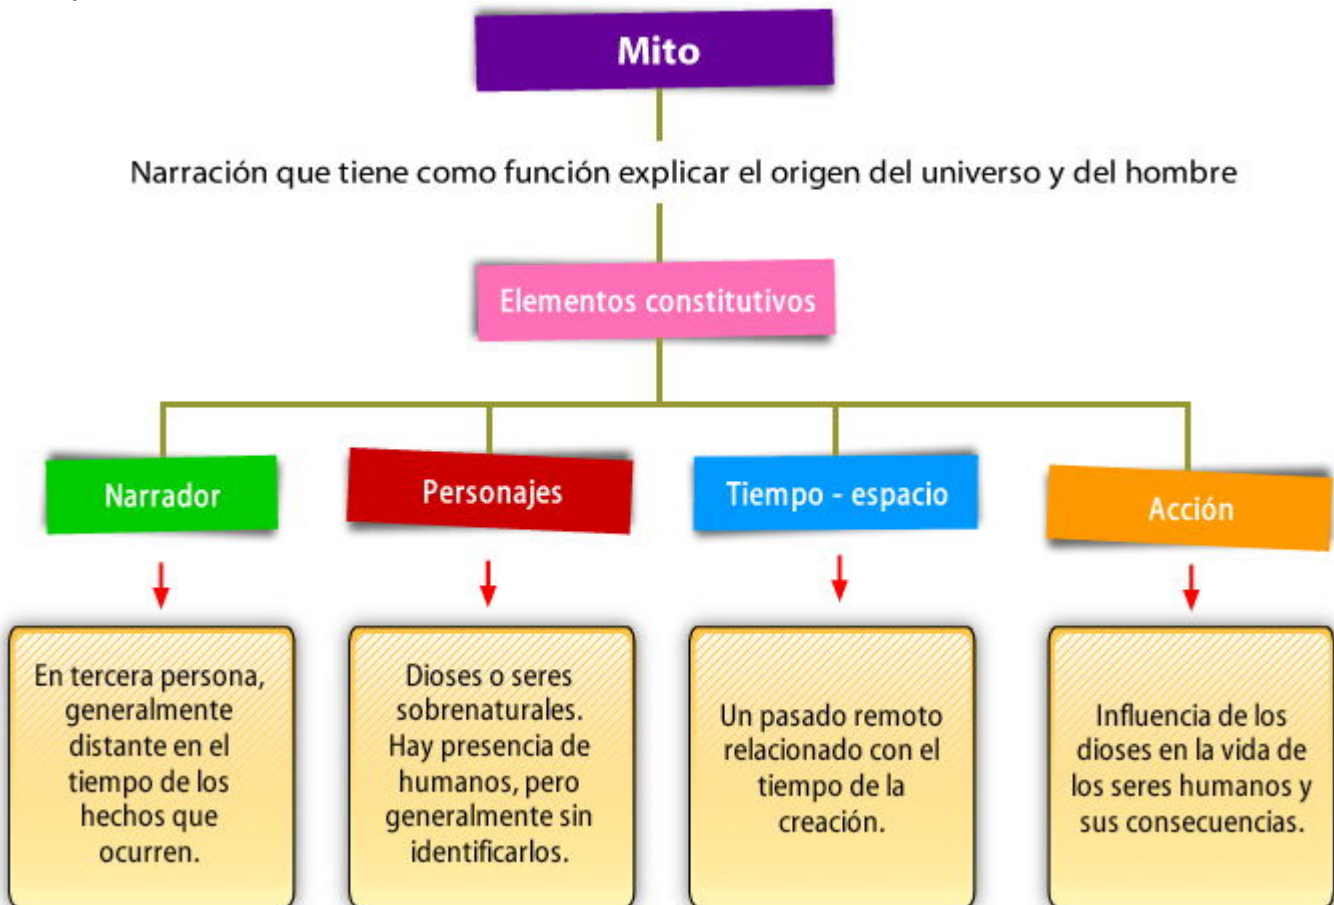 Mito
Narración que tiene como función explicar el origen del universo y del hombre
Elementos constitutivos
Narrador
Personajes
Tiempo - espacio
Acción
En tercera persona,
generalmente
distante en el
tiempo de los
hechos que
ocurren.
Dioses o seres
sobrenaturales.
Hay presencia de
humanos, pero
generalmente sin
identificarlos.
Un pasado remoto
relacionado con el
tiempo de la
creación.
Influencia de los
dioses en la vida de
los seres humanos y
sus consecuencias.